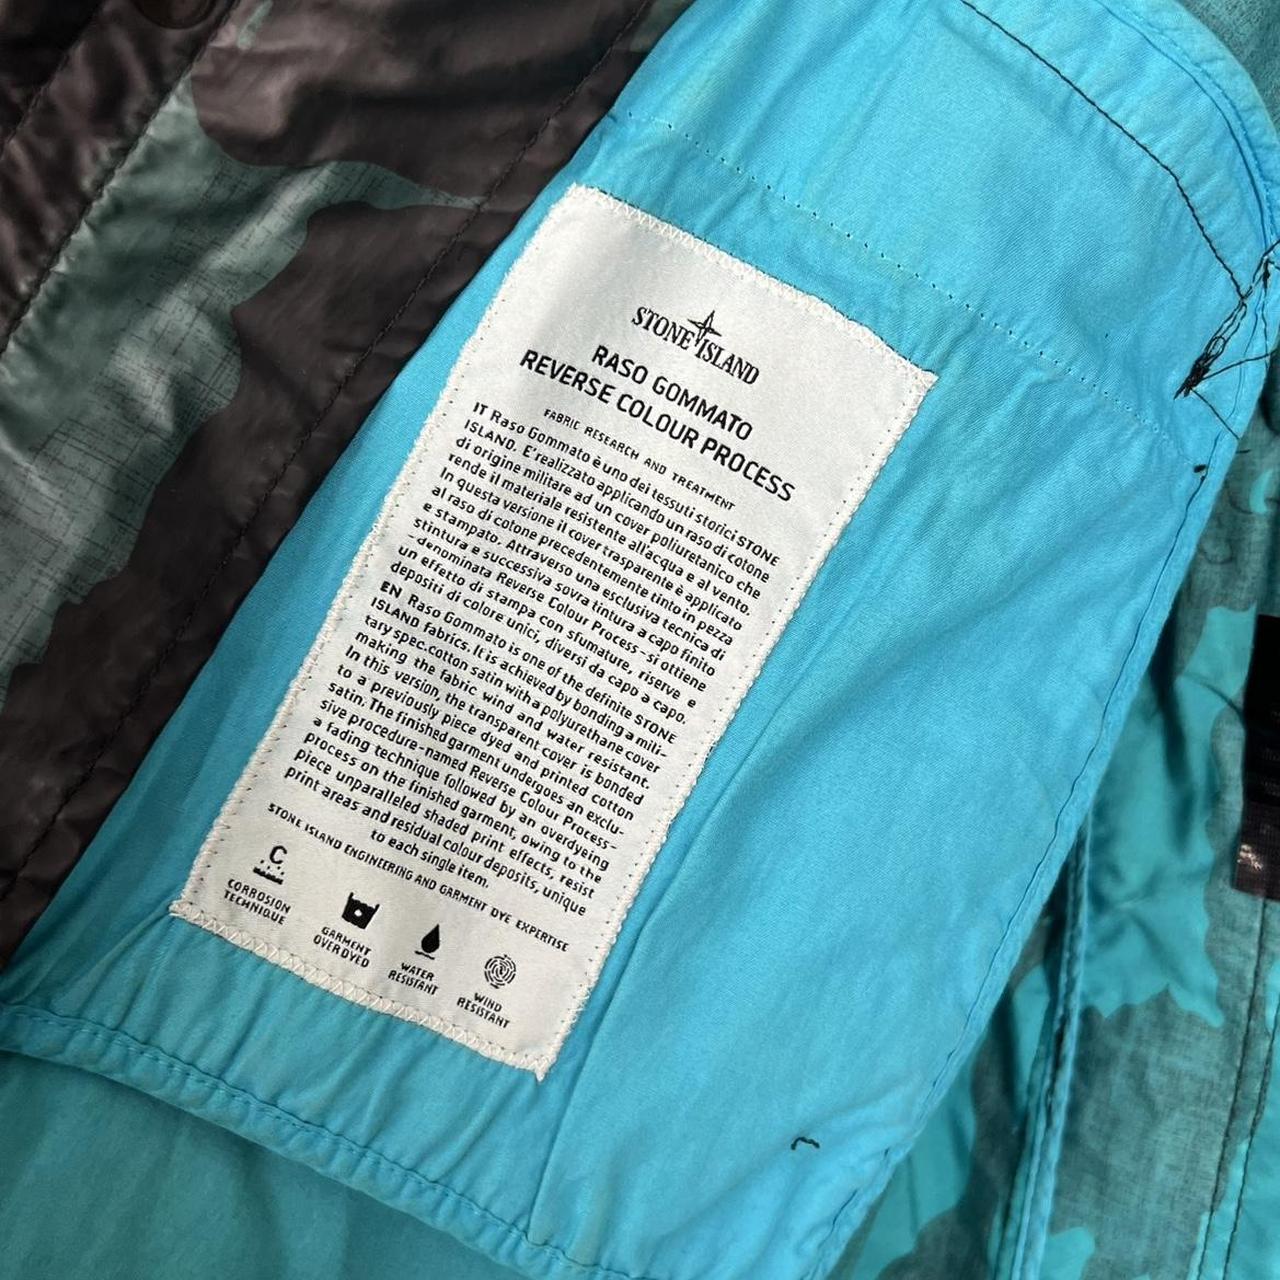 STONE ISLAND
RASO GOMMATO
REVERSE COLOUR PROCESS
FABRIC RESEARCH AND TREATMENT
IT Raso Gommato è uno dei tessuti storici STONE
ISLAND. E'realizzato applicando un raso di cotone
di origine militare ad un cover poliuretanico che
rende il materiale resistente all'acqua e al vento.
In questa versione il cover trasparente è applicato
al raso di cotone precedentemente tinto in pezza
e stampato. Attraverso una esclusiva tecnica di
stintura e successiva sovra tintura a capo finito
-denominata Reverse Colour Process-si ottiene
un effetto di stampa con sfumature, riserve e
depositi di colore unici, diversi da capo a capo.
EN Raso Gommato is one of the definite STONE
ISLAND fabrics. It is achieved by bonding a mili-
tary spec.cotton satin with a polyurethane cover
making the fabric wind and water resistant.
In this version, the transparent cover is bonded
to a previously piece dyed and printed cotton
satin. The finished garment undergoes an exclu-
sive procedure-named Reverse Colour Process-
a fading technique followed by an overdyeing
process on the finished garment, owing to the
piece unparalleled shaded print effects, resist
print areas and residual colour deposits, unique
to each single item.
STONE ISLAND ENGINEERING AND GARMENT DYE EXPERTISE
C
CORROSION
TECHNIQUE
GARMENT
OVERDYED
WATER
RESISTANT
WIND
RESISTANT